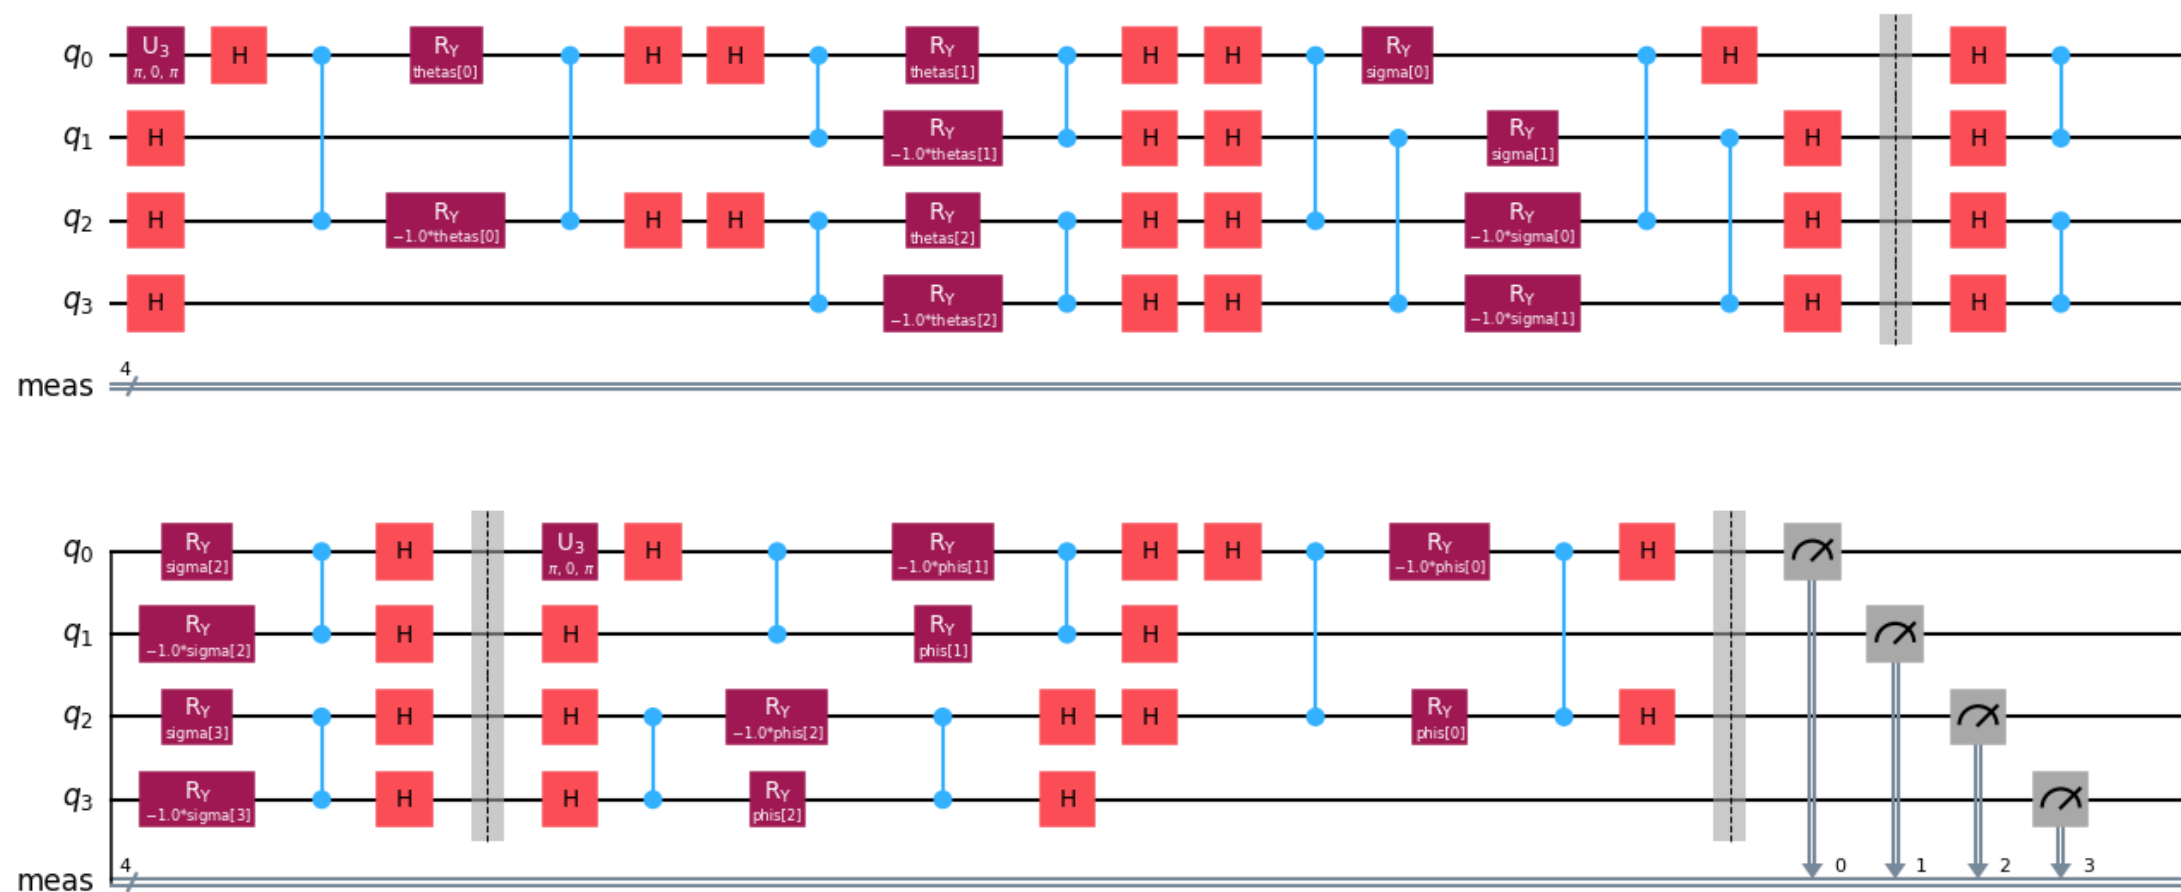 q0 U3 π, 0, π H RY thetas[0] H H RY thetas[1] H H RY sigma[0] H H
q1 H RY −1.0*thetas[1] H H RY sigma[1] H H
q2 H RY −1.0*thetas[0] H H RY thetas[2] H H RY −1.0*sigma[0] H H
q3 H RY −1.0*thetas[2] H H RY −1.0*sigma[1] H H
meas 4
q0 RY sigma[2] H U3 π, 0, π H RY −1.0*phis[1] H H RY −1.0*phis[0] H
q1 RY −1.0*sigma[2] H H RY phis[1] H
q2 RY sigma[3] H H RY −1.0*phis[2] H H RY phis[0] H
q3 RY −1.0*sigma[3] H H RY phis[2] H
meas 4 0 1 2 3